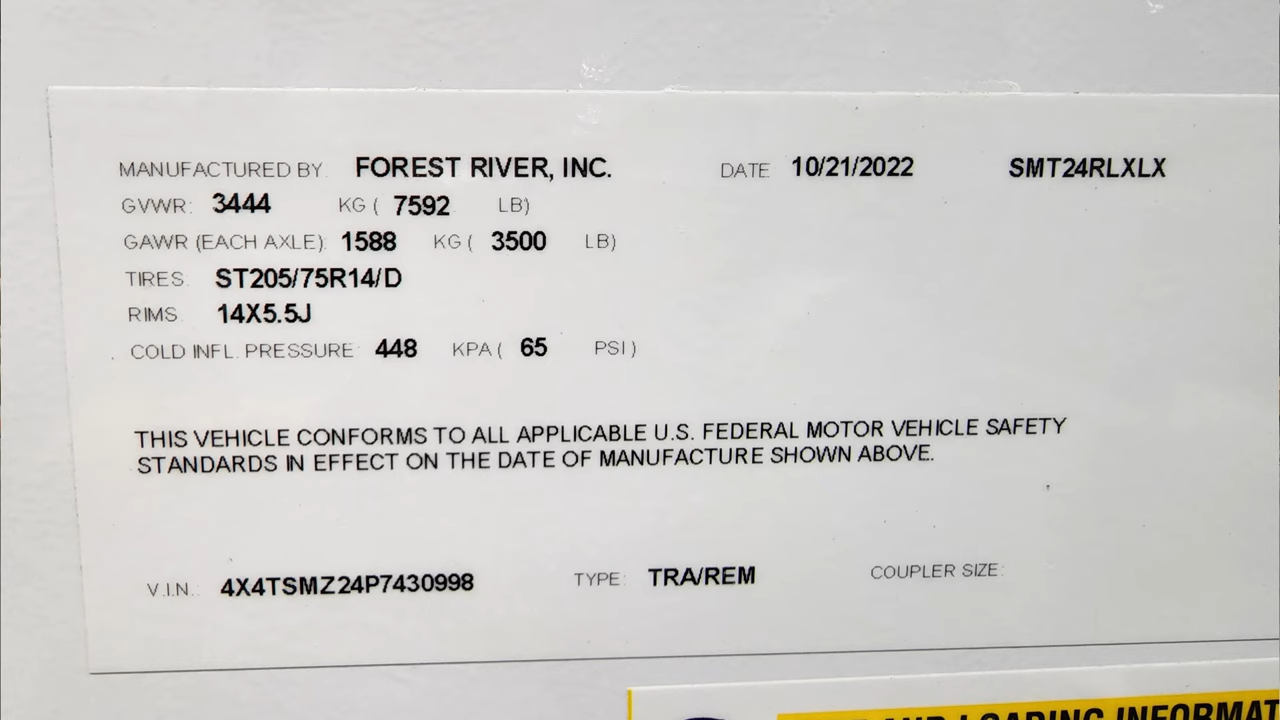 MANUFACTURED BY: FOREST RIVER, INC. DATE 10/21/2022 SMT24RLXLX
GVWR: 3444 KG ( 7592 LB)
GAWR (EACH AXLE): 1588 KG ( 3500 LB)
TIRES: ST205/75R14/D
RIMS 14X5.5J
COLD INFL. PRESSURE: 448 KPA ( 65 PSI )
THIS VEHICLE CONFORMS TO ALL APPLICABLE U.S. FEDERAL MOTOR VEHICLE SAFETY
STANDARDS IN EFFECT ON THE DATE OF MANUFACTURE SHOWN ABOVE.
V.I.N.: 4X4TSMZ24P7430998 TYPE: TRA/REM COUPLER SIZE:
AND LOADING